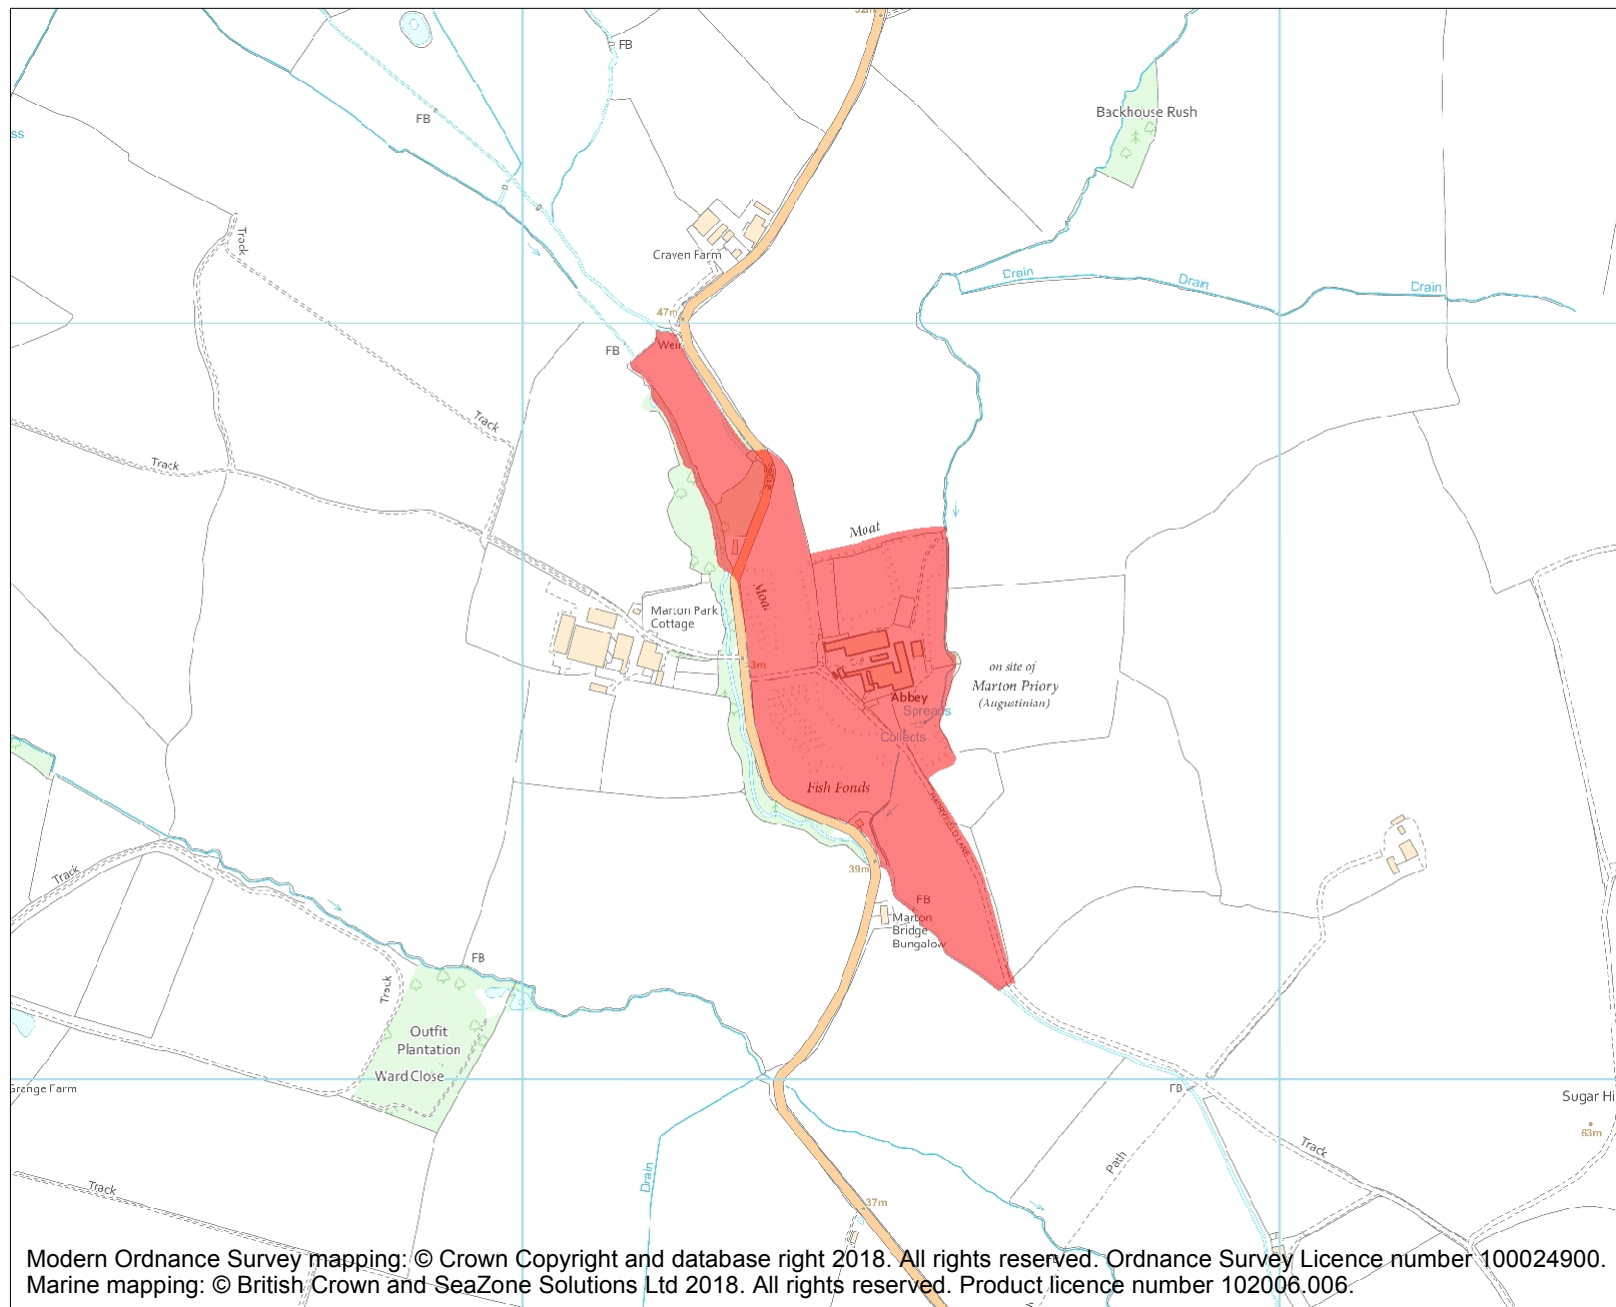 52m
FB
Backhouse Rush
FB
ss
Track
Craven Farm
Drain
Drain
Drain
47m
Weir
FB
Track
Track
Moat
Moat
Marton Park
Cottage
3m
on site of
Marton Priory
(Augustinian)
Abbey
Spreads
Collects
Fish Ponds
HANDFIELD LANE
39m
Track
FB
Marton
Bridge
Bungalow
FB
Track
Outfit
Plantation
Ward Close
Grange Farm
FB
Sugar Hi
63m
Track
Path
Drain
Track
37m
Modern Ordnance Survey mapping: © Crown Copyright and database right 2018. All rights reserved. Ordnance Survey Licence number 100024900.
Marine mapping: © British Crown and SeaZone Solutions Ltd 2018. All rights reserved. Product licence number 102006.006.